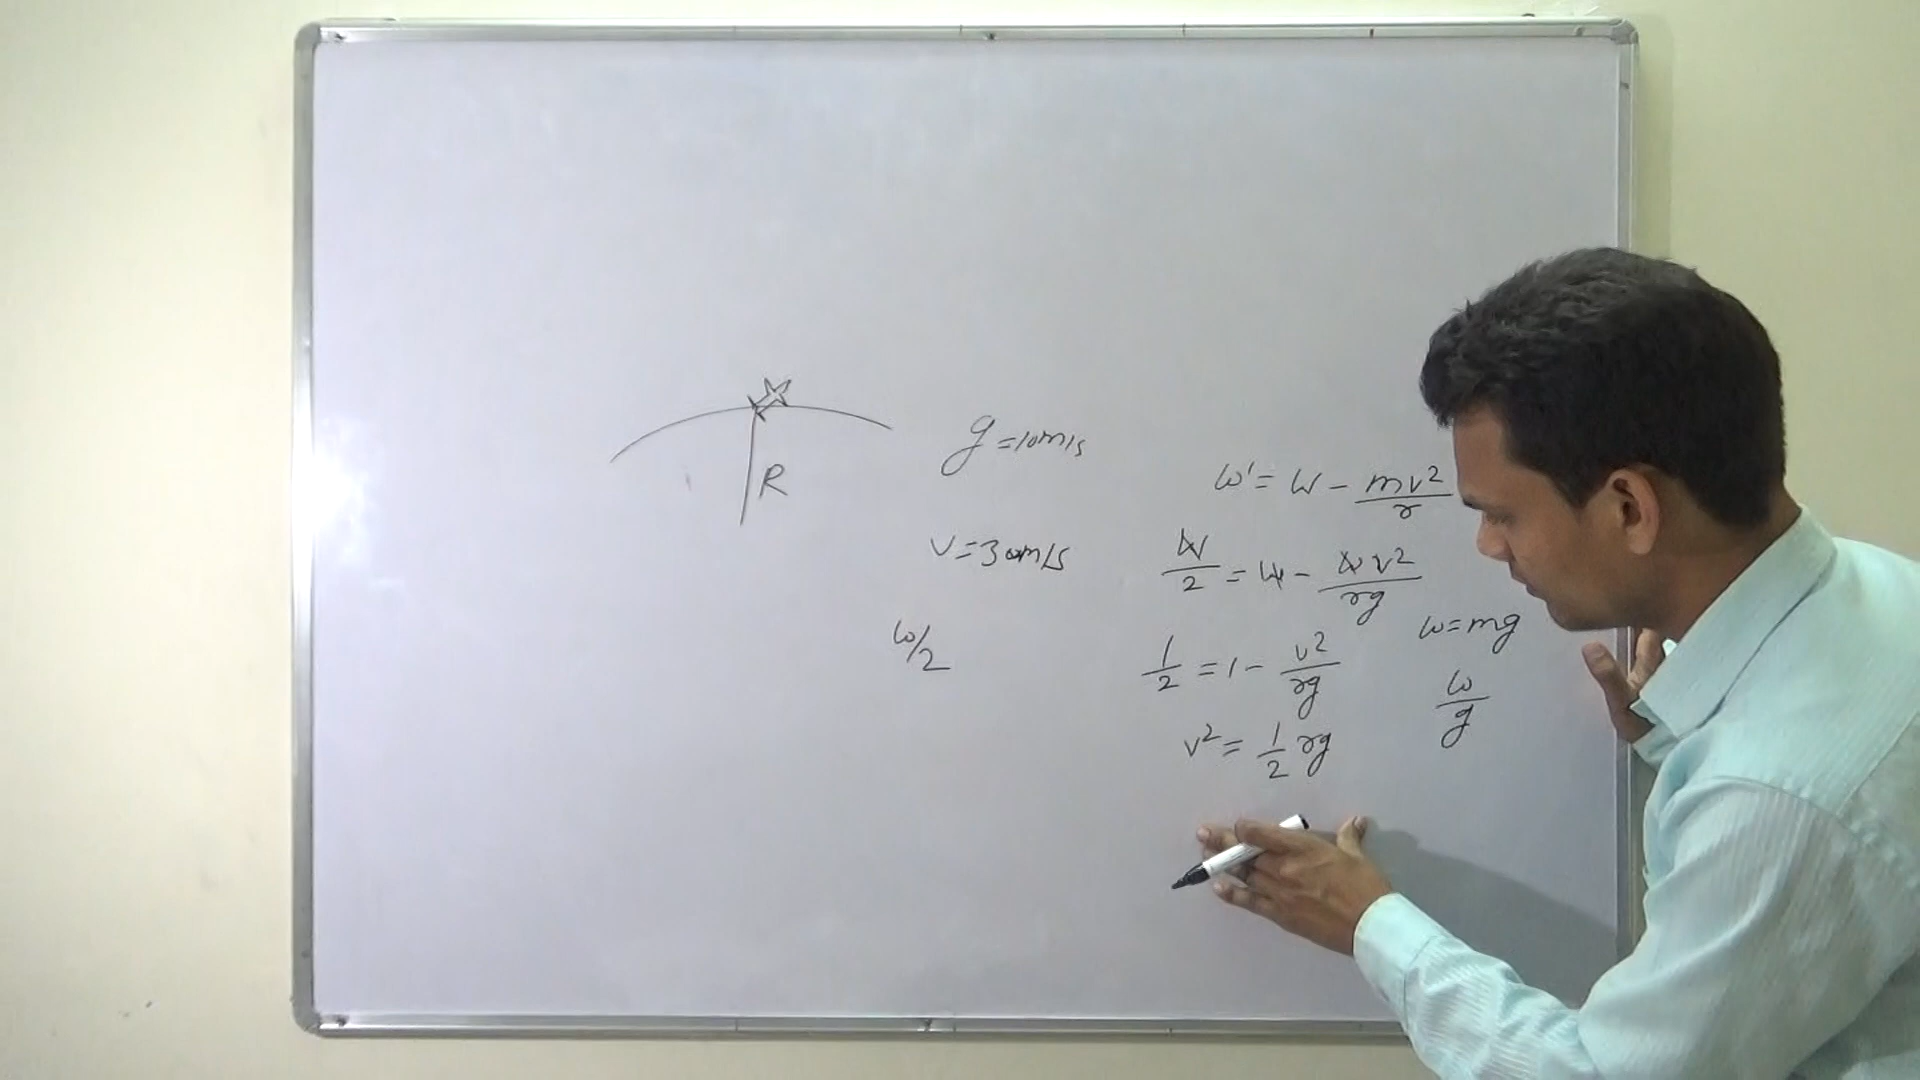 R
g = 10m/s
v = 30m/s
w/2
w' = W - mv²/r
W/2 = W - Wv²/rg
w = mg
1/2 = 1 - v²/rg
w/g
v² = 1/2 rg